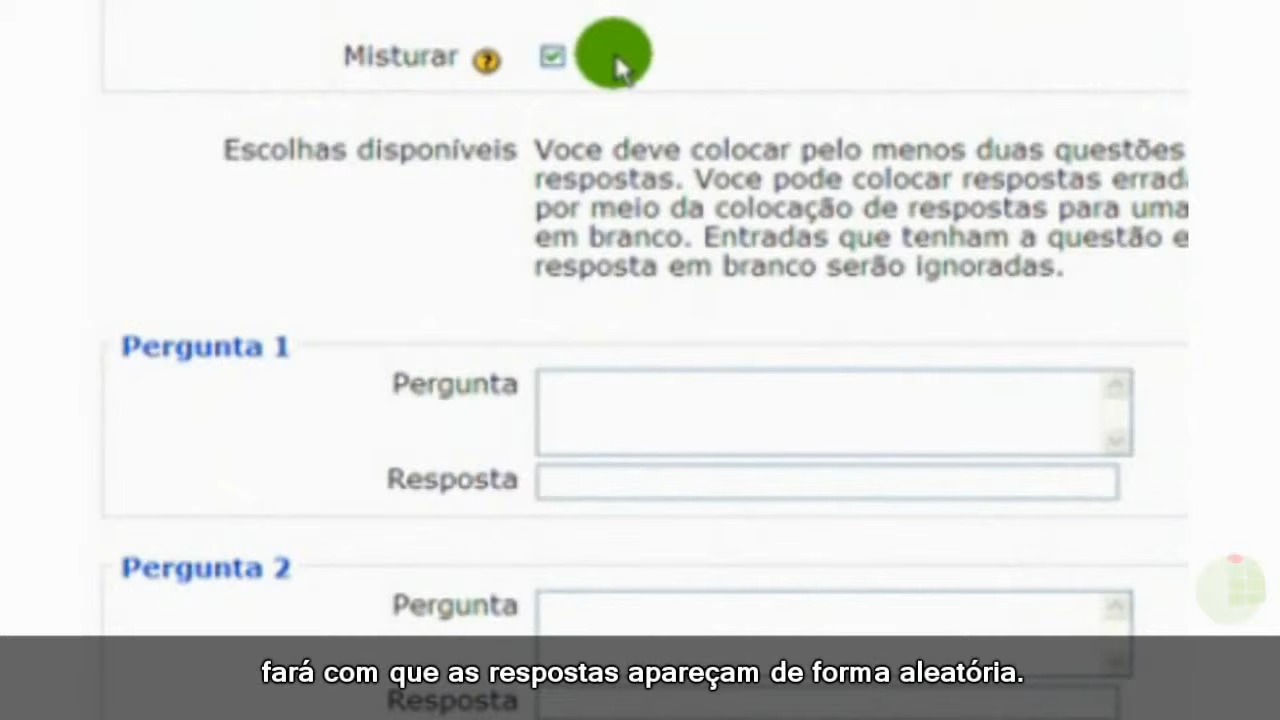 Misturar ?
Escolhas disponíveis Voce deve colocar pelo menos duas questões
respostas. Voce pode colocar respostas errad
por meio da colocação de respostas para uma
em branco. Entradas que tenham a questão e
resposta em branco serão ignoradas.
Pergunta 1
Pergunta
Resposta
Pergunta 2
Pergunta
fará com que as respostas apareçam de forma aleatória.
Resposta